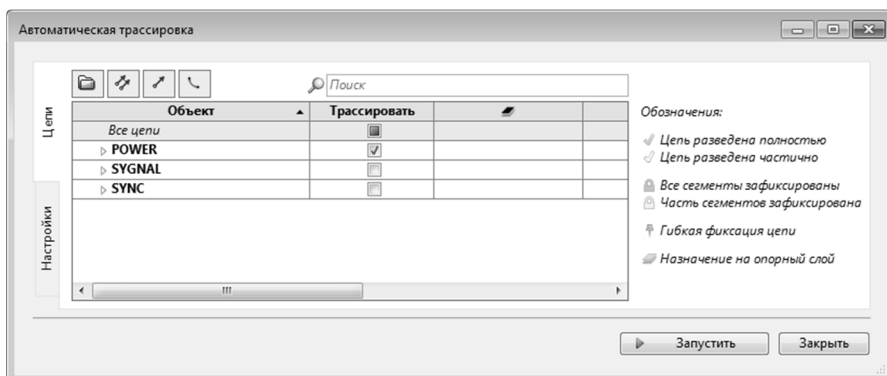 Автоматическая трассировка
Цепи
Настройки
Поиск
Объект Трассировать
Все цепи
POWER
SYGNAL
SYNC
Обозначения:
Цепь разведена полностью
Цепь разведена частично
Все сегменты зафиксированы
Часть сегментов зафиксирована
Гибкая фиксация цепи
Назначение на опорный слой
Запустить Закрыть